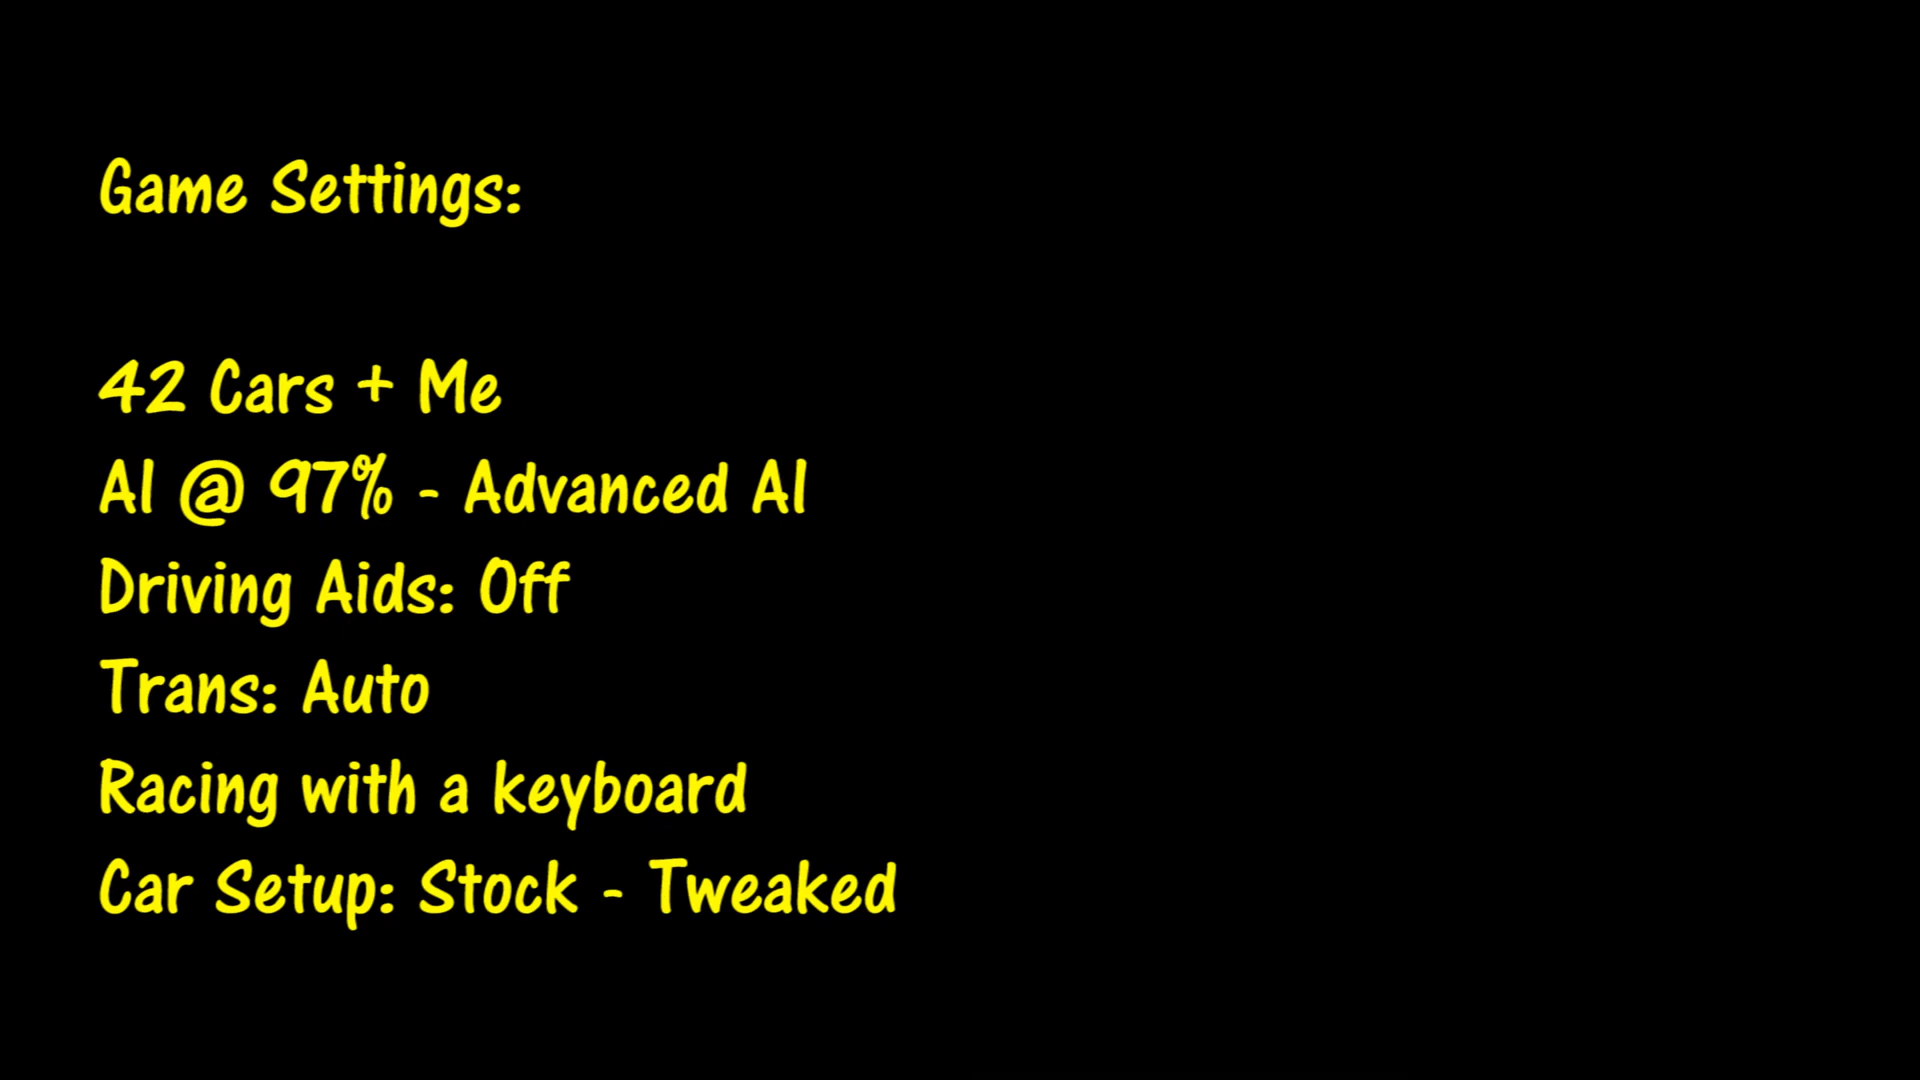 Game Settings:
42 Cars + Me
AI @ 97% - Advanced AI
Driving Aids: Off
Trans: Auto
Racing with a keyboard
Car Setup: Stock - Tweaked